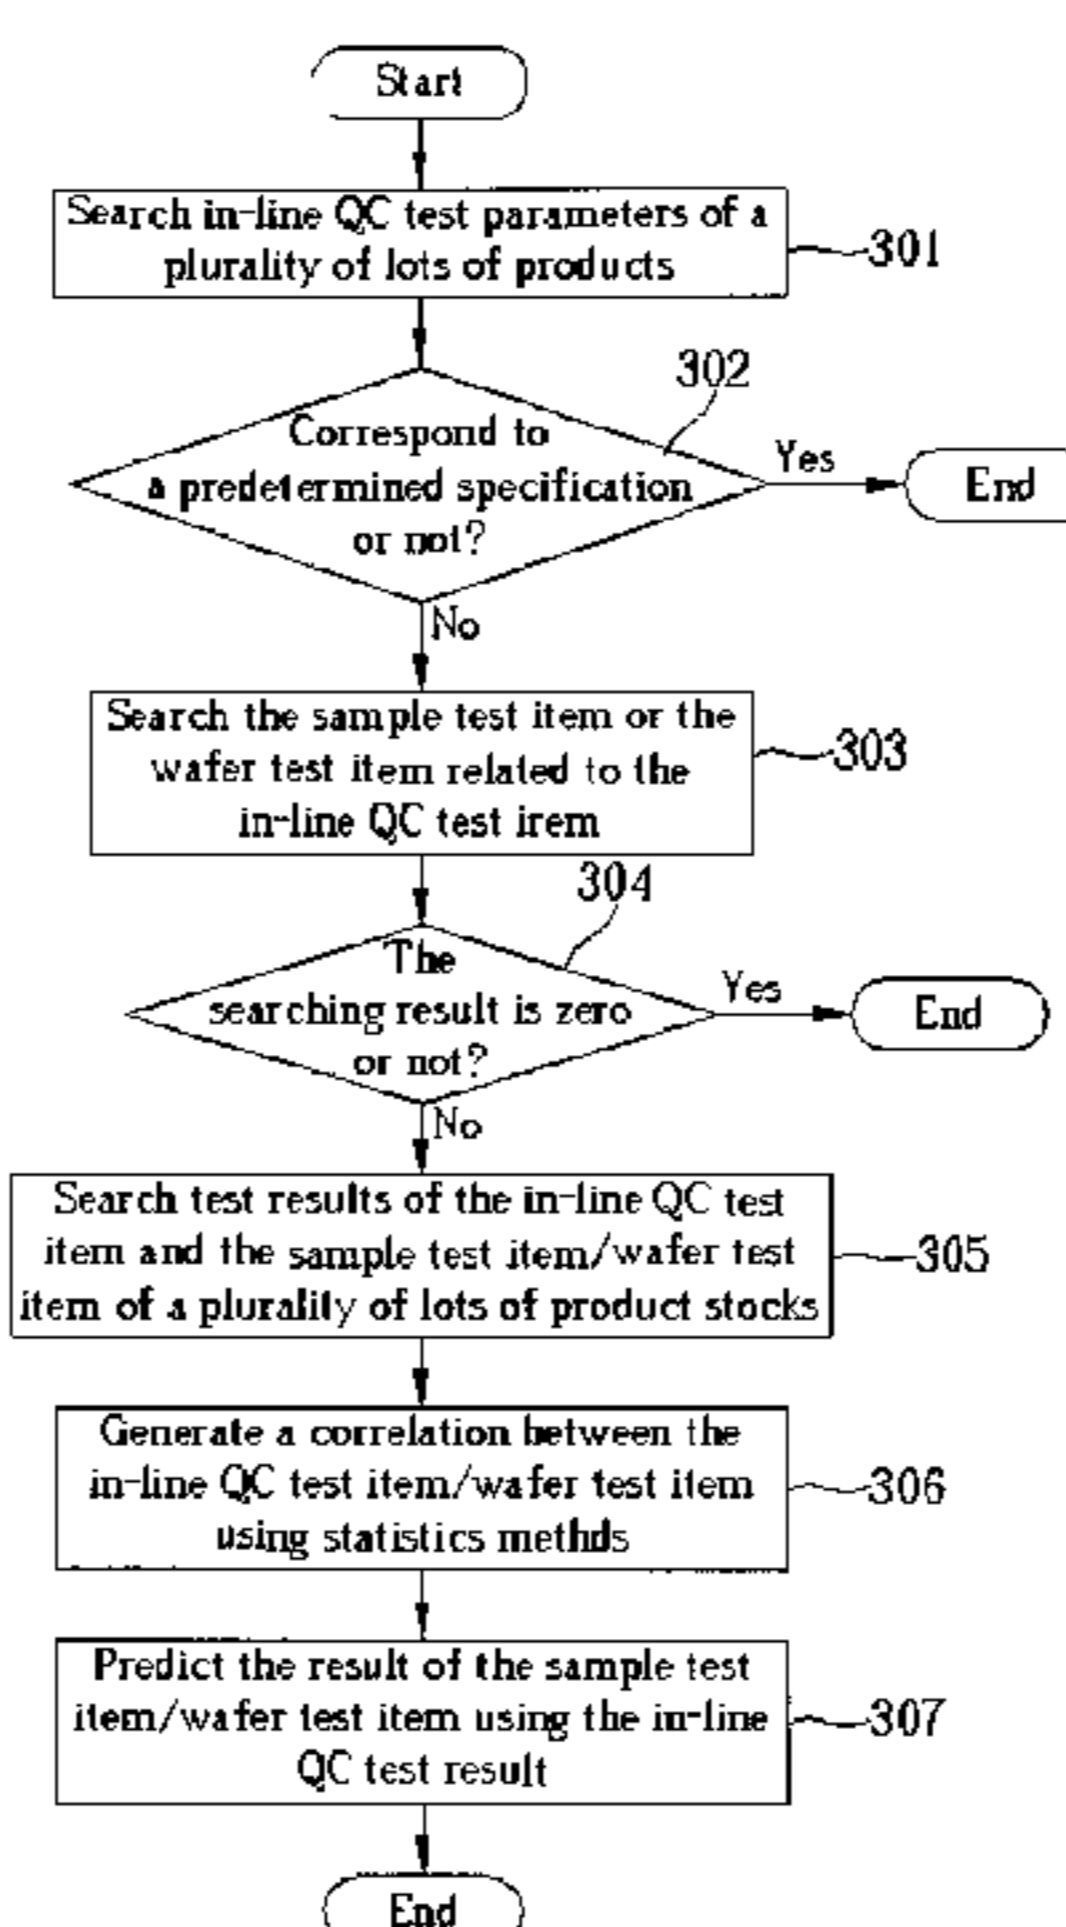 Start
Search in-line QC test parameters of a
plurality of lots of products
301
302
Correspond to
a predetermined specification
or not?
Yes
End
No
Search the sample test item or the
wafer test item related to the
in-line QC test irem
303
304
The
searching result is zero
or not?
Yes
End
No
Search test results of the in-line QC test
item and the sample test item/wafer test
item of a plurality of lots of product stocks
305
Generate a correlation between the
in-line QC test item/wafer test item
using statistics methds
306
Predict the result of the sample test
item/wafer test item using the in-line
QC test result
307
End